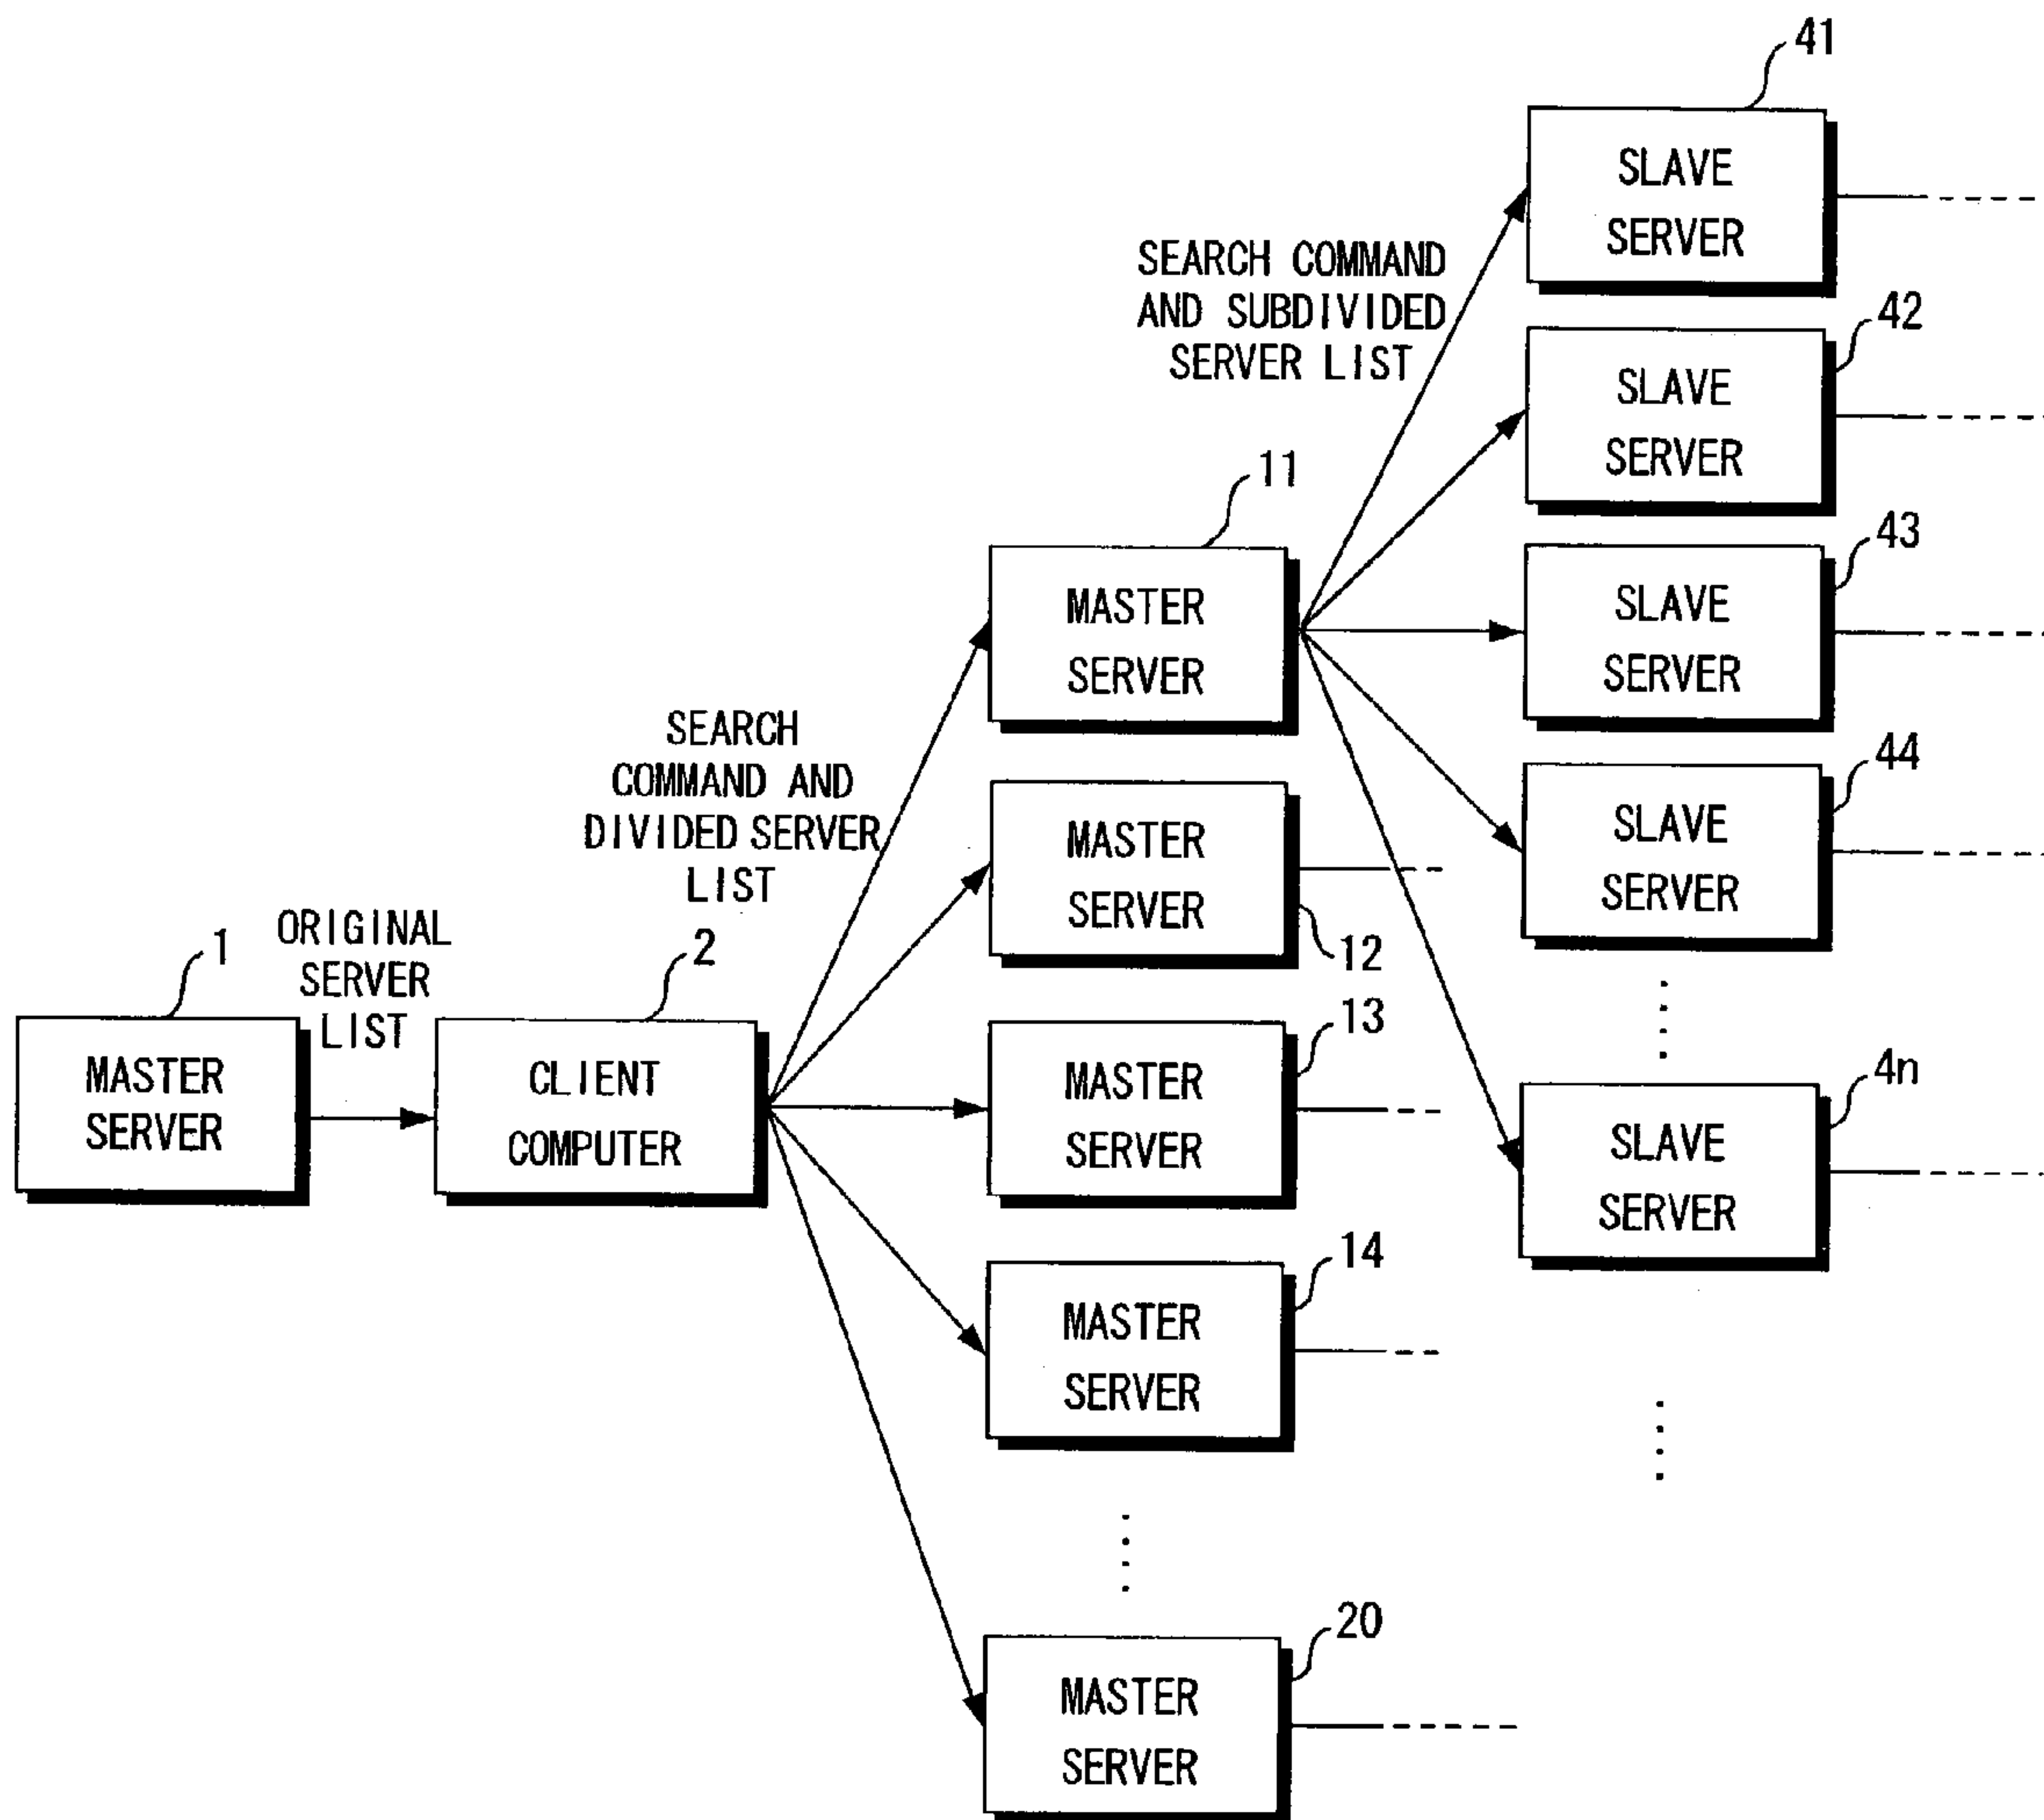 41
SLAVE
SERVER
SEARCH COMMAND
AND SUBDIVIDED
SERVER LIST
42
SLAVE
SERVER
11
MASTER
SERVER
43
SLAVE
SERVER
SEARCH
COMMAND AND
DIVIDED SERVER
LIST
44
SLAVE
SERVER
MASTER
SERVER
12
1
ORIGINAL
SERVER
LIST
2
MASTER
SERVER
CLIENT
COMPUTER
13
MASTER
SERVER
4n
SLAVE
SERVER
14
MASTER
SERVER
20
MASTER
SERVER